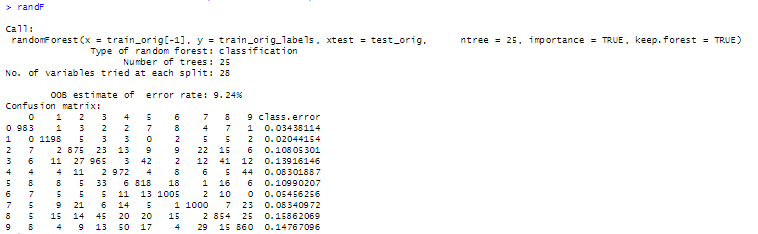 > randF
Call:
randomForest(x = train_orig[-1], y = train_orig_labels, xtest = test_orig, ntree = 25, importance = TRUE, keep.forest = TRUE)
Type of random forest: classification
Number of trees: 25
No. of variables tried at each split: 28
OOB estimate of error rate: 9.24%
Confusion matrix:
0 1 2 3 4 5 6 7 8 9 class.error
0 983 1 3 2 2 7 8 4 7 1 0.03438114
1 0 1198 5 3 3 0 2 5 5 2 0.02044154
2 7 2 875 23 13 9 9 22 15 6 0.10805301
3 6 11 27 965 3 42 2 12 41 12 0.13916146
4 4 4 11 2 972 4 8 6 5 44 0.08301887
5 8 8 5 33 6 818 18 1 16 6 0.10990207
6 7 5 5 5 11 13 1005 2 10 0 0.05456256
7 5 9 21 6 14 5 1 1000 7 23 0.08340972
8 5 15 14 45 20 20 15 2 854 25 0.15862069
9 8 4 9 13 50 17 4 29 15 860 0.14767096